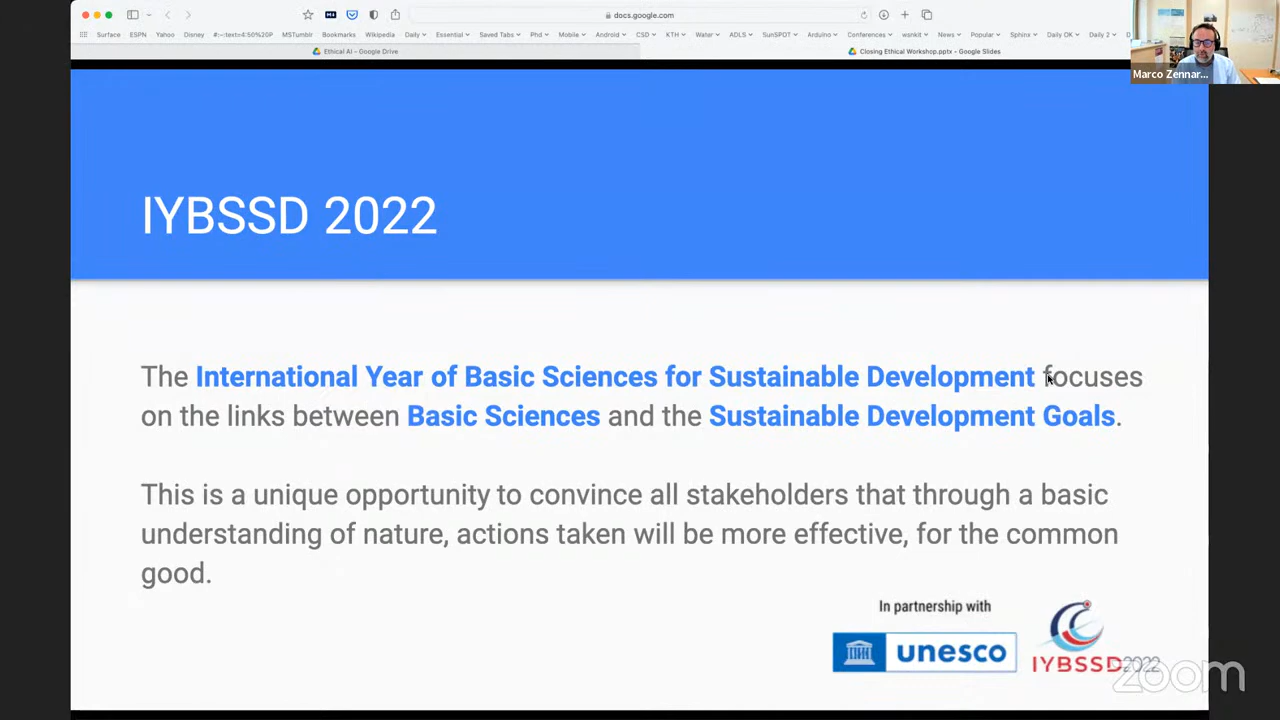 docs.google.com
Surface ESPN Yahoo Disney #:~:text=4:50%20P MSTumblr Bookmarks Wikipedia Daily Essential Saved Tabs Phd Mobile Android CSD KTH Water ADLS SunSPOT Arduino Conferences wsnkit News Popular Sphinx Daily OK Daily 2 D
Ethical AI – Google Drive
Closing Ethical Workshop.pptx - Google Slides
Marco Zennar...
IYBSSD 2022
The International Year of Basic Sciences for Sustainable Development focuses
on the links between Basic Sciences and the Sustainable Development Goals.
This is a unique opportunity to convince all stakeholders that through a basic
understanding of nature, actions taken will be more effective, for the common
good.
In partnership with
unesco
IYBSSD2022
zoom